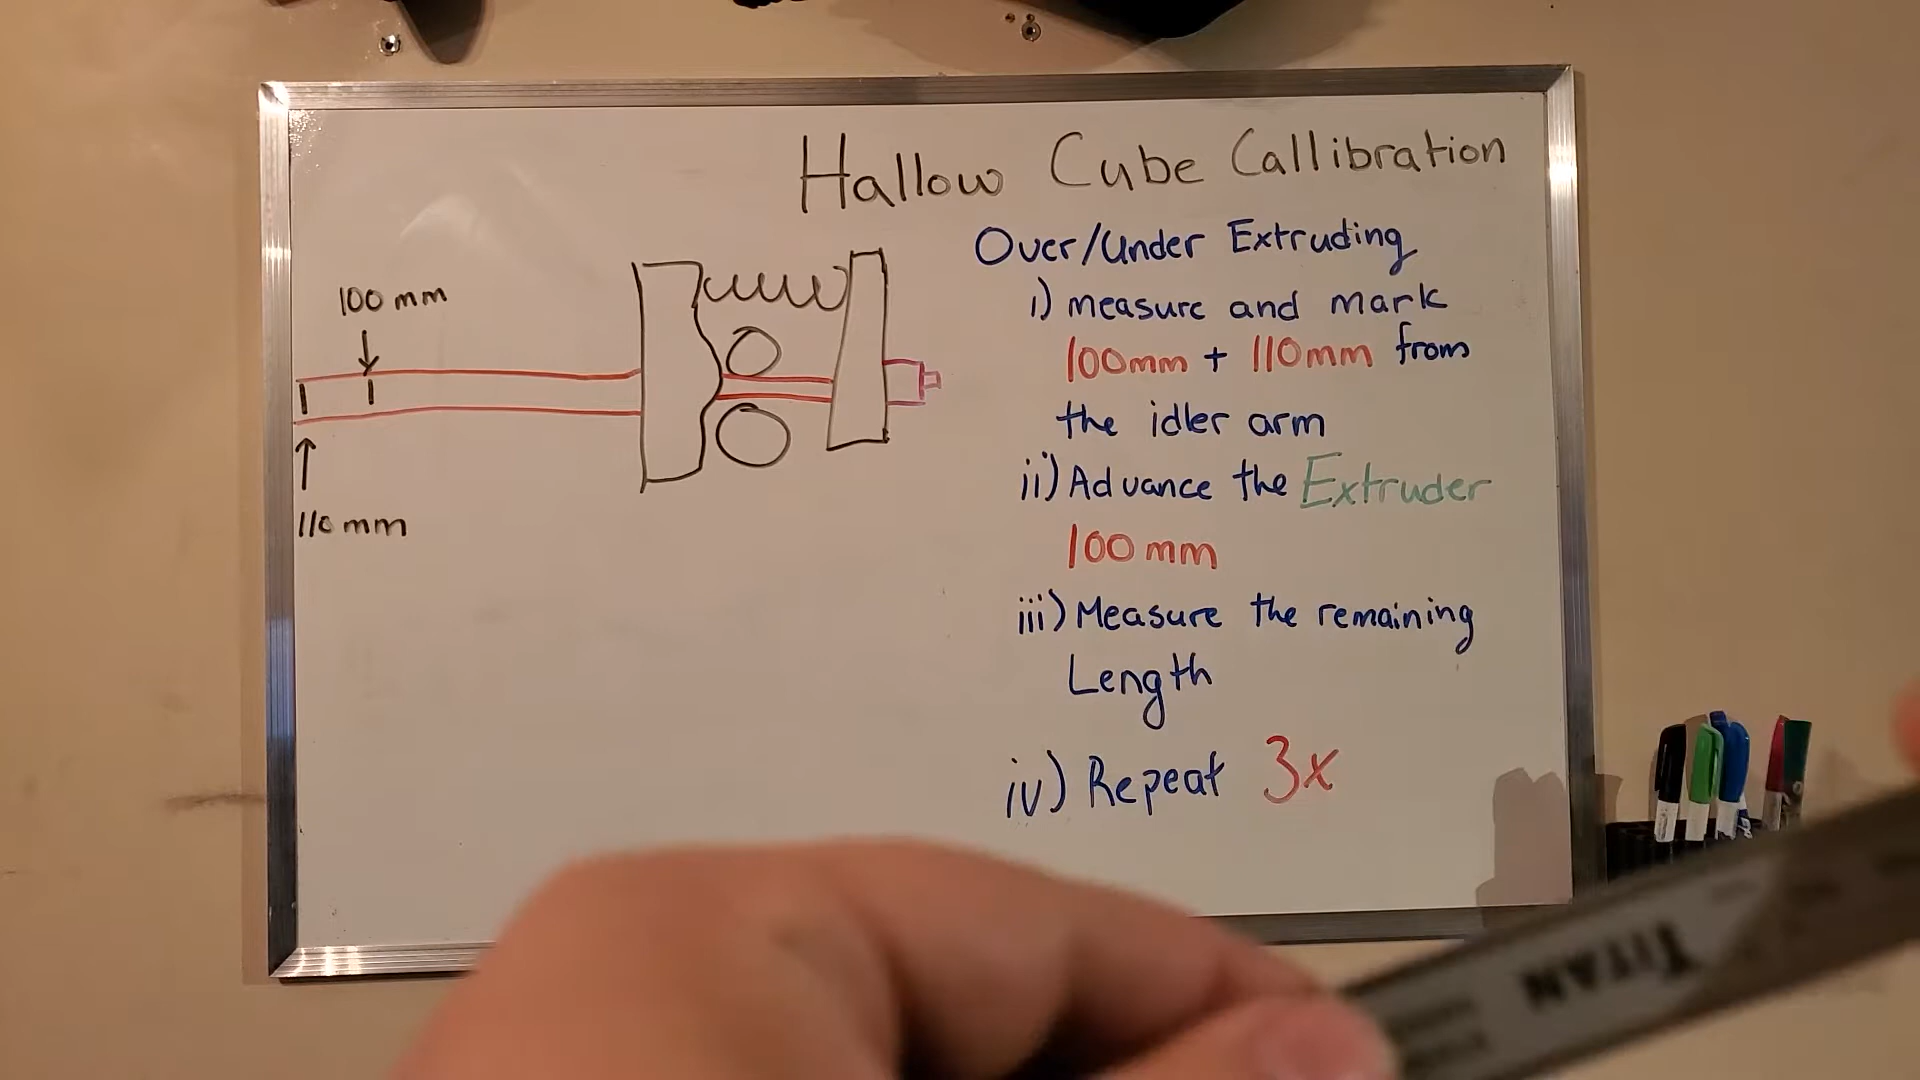 Hallow Cube Callibration
Over/Under Extruding
i) measure and mark
100mm + 110mm from
the idler arm
ii) Advance the Extruder
100 mm
iii) Measure the remaining
Length
iv) Repeat 3x
100 mm
110 mm
TITAN